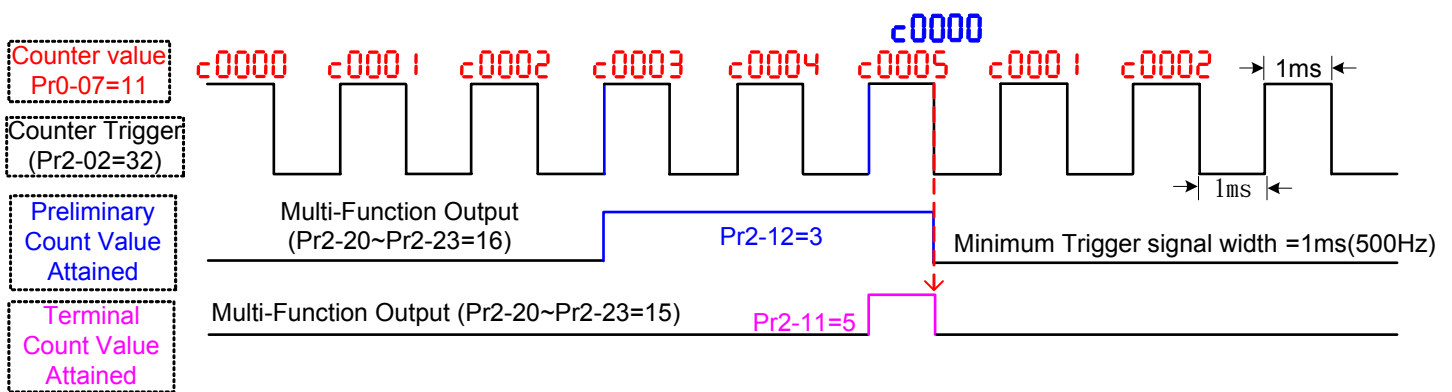 c0000
Counter value
Pr0-07=11
c0000 c0001 c0002 c0003 c0004 c0005 c0001 c0002 1ms
Counter Trigger
(Pr2-02=32)
1ms
Preliminary
Count Value
Attained
Multi-Function Output
(Pr2-20~Pr2-23=16)
Pr2-12=3
Minimum Trigger signal width =1ms(500Hz)
Terminal
Count Value
Attained
Multi-Function Output (Pr2-20~Pr2-23=15)
Pr2-11=5